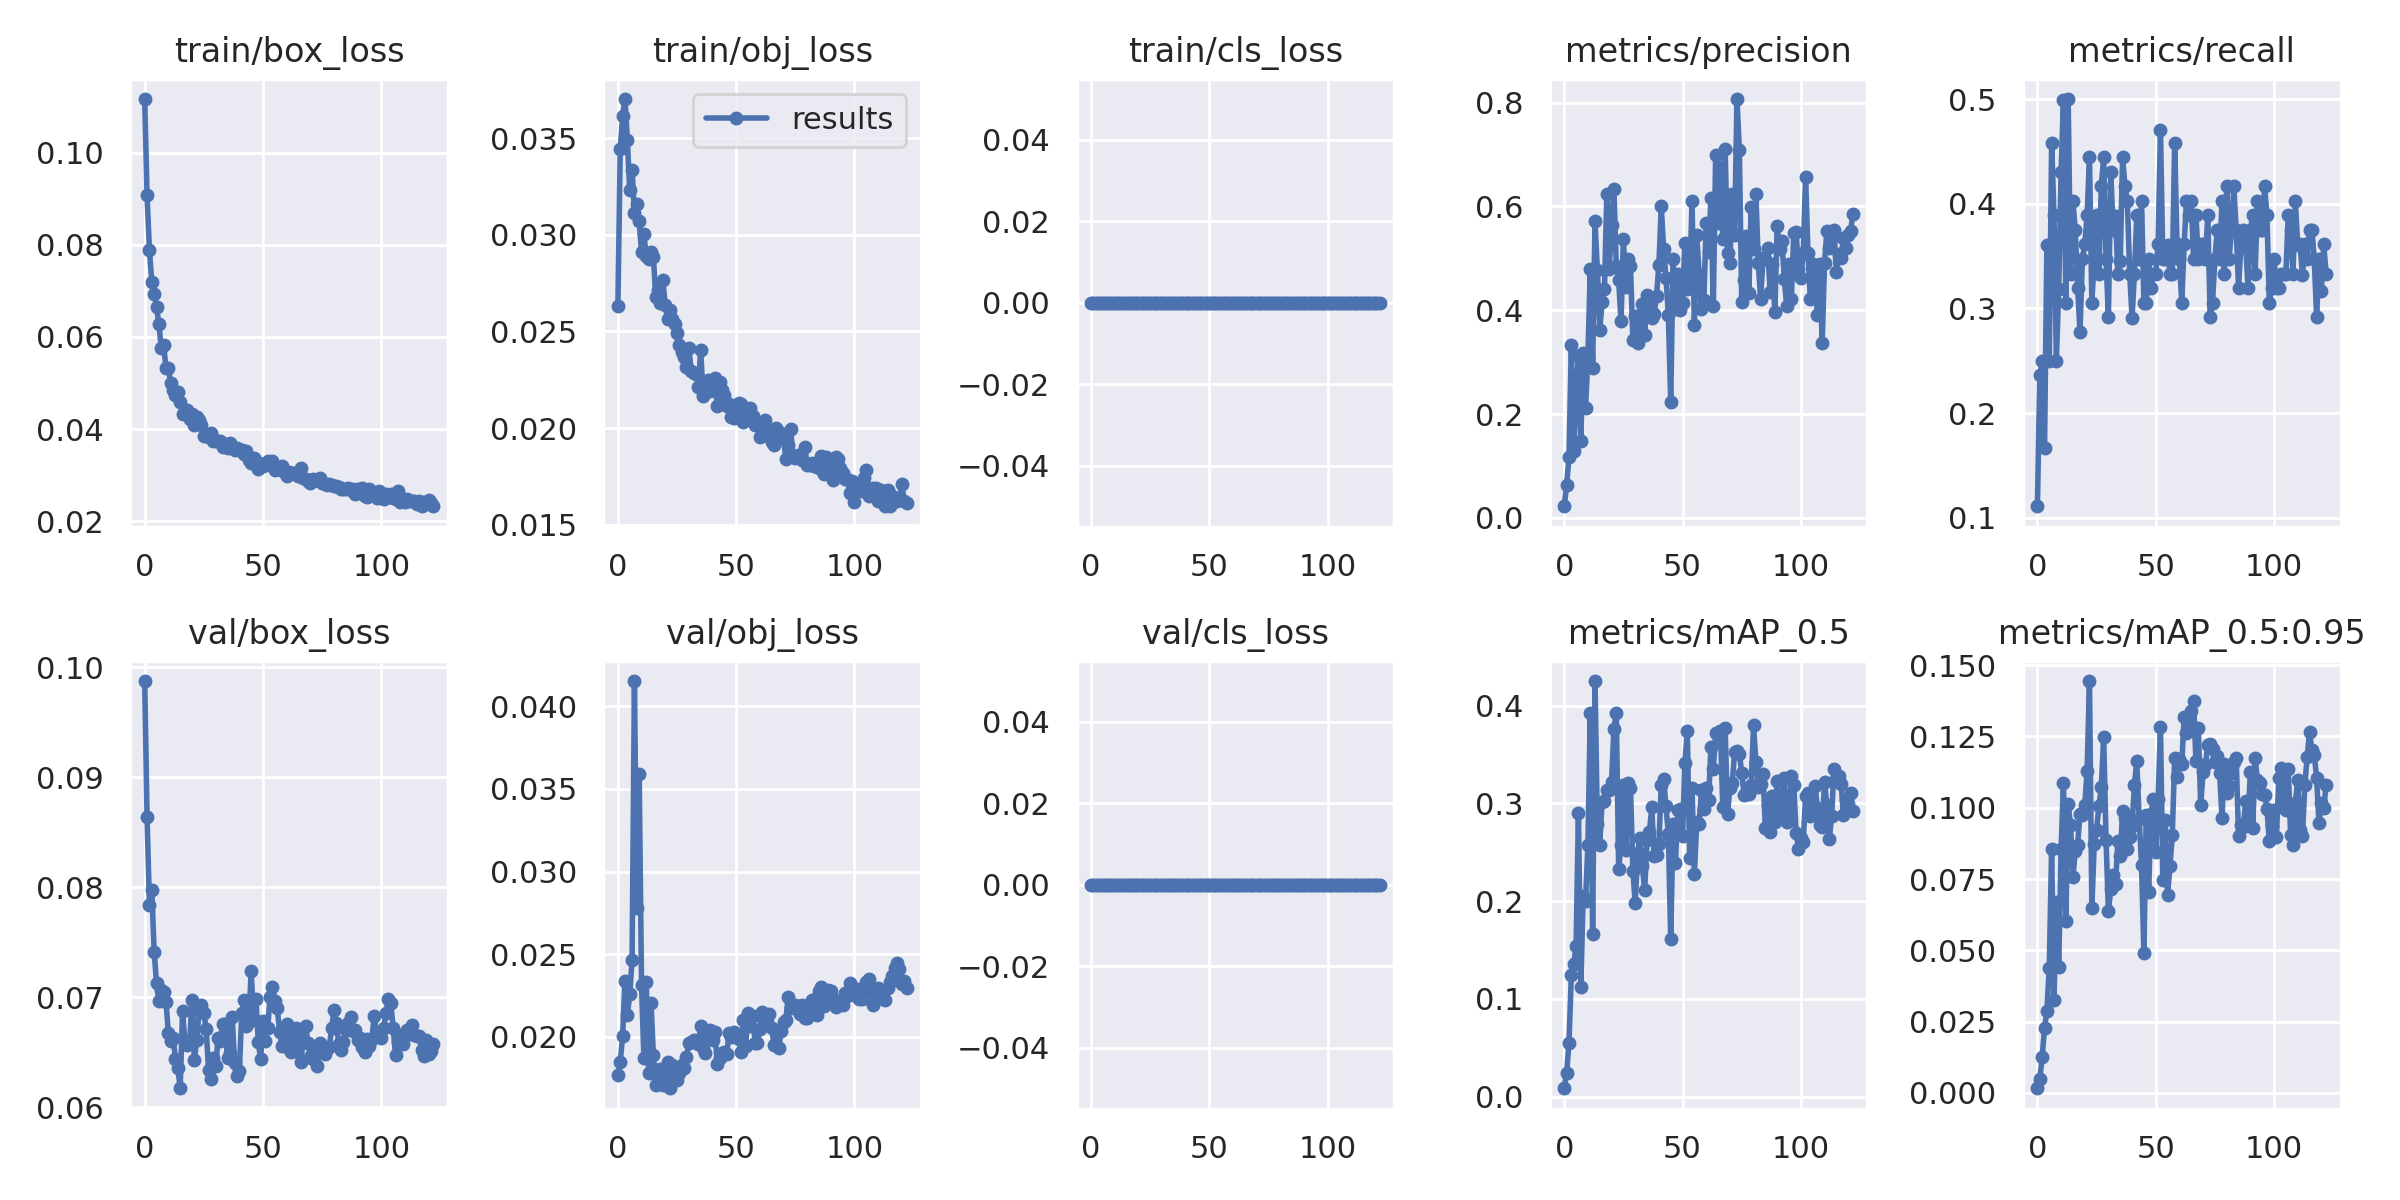 train/box_loss
0.10
0.08
0.06
0.04
0.02
0 50 100
train/obj_loss
results
0.035
0.030
0.025
0.020
0.015
0 50 100
train/cls_loss
0.04
0.02
0.00
−0.02
−0.04
0 50 100
metrics/precision
0.8
0.6
0.4
0.2
0.0
0 50 100
metrics/recall
0.5
0.4
0.3
0.2
0.1
0 50 100
val/box_loss
0.10
0.09
0.08
0.07
0.06
0 50 100
val/obj_loss
0.040
0.035
0.030
0.025
0.020
0 50 100
val/cls_loss
0.04
0.02
0.00
−0.02
−0.04
0 50 100
metrics/mAP_0.5
0.4
0.3
0.2
0.1
0.0
0 50 100
metrics/mAP_0.5:0.95
0.150
0.125
0.100
0.075
0.050
0.025
0.000
0 50 100